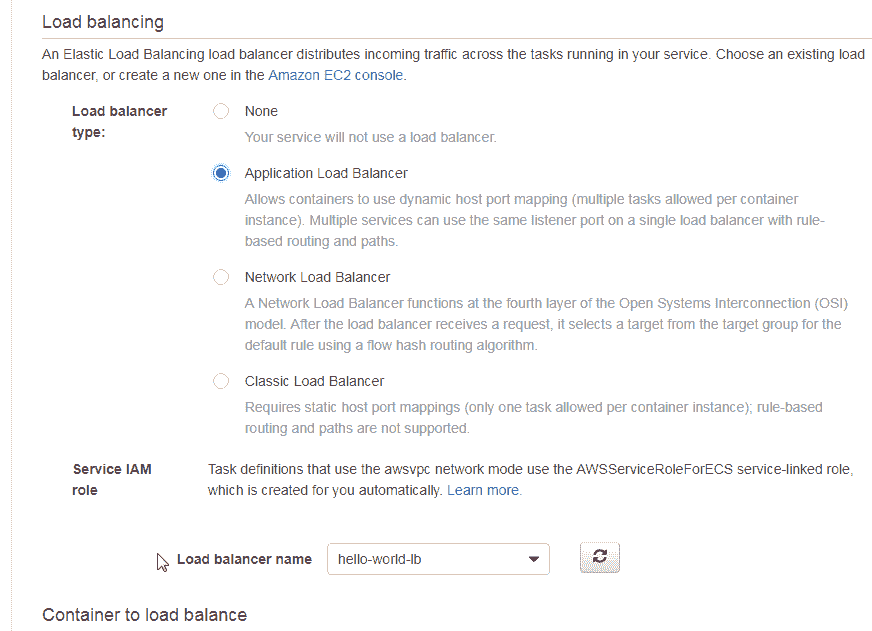 Load balancing
An Elastic Load Balancing load balancer distributes incoming traffic across the tasks running in your service. Choose an existing load
balancer, or create a new one in the Amazon EC2 console.
Load balancer
type:
None
Your service will not use a load balancer.
Application Load Balancer
Allows containers to use dynamic host port mapping (multiple tasks allowed per container
instance). Multiple services can use the same listener port on a single load balancer with rule-
based routing and paths.
Network Load Balancer
A Network Load Balancer functions at the fourth layer of the Open Systems Interconnection (OSI)
model. After the load balancer receives a request, it selects a target from the target group for the
default rule using a flow hash routing algorithm.
Classic Load Balancer
Requires static host port mappings (only one task allowed per container instance); rule-based
routing and paths are not supported.
Service IAM
role
Task definitions that use the awsvpc network mode use the AWSServiceRoleForECS service-linked role,
which is created for you automatically. Learn more.
Load balancer name
hello-world-lb
Container to load balance